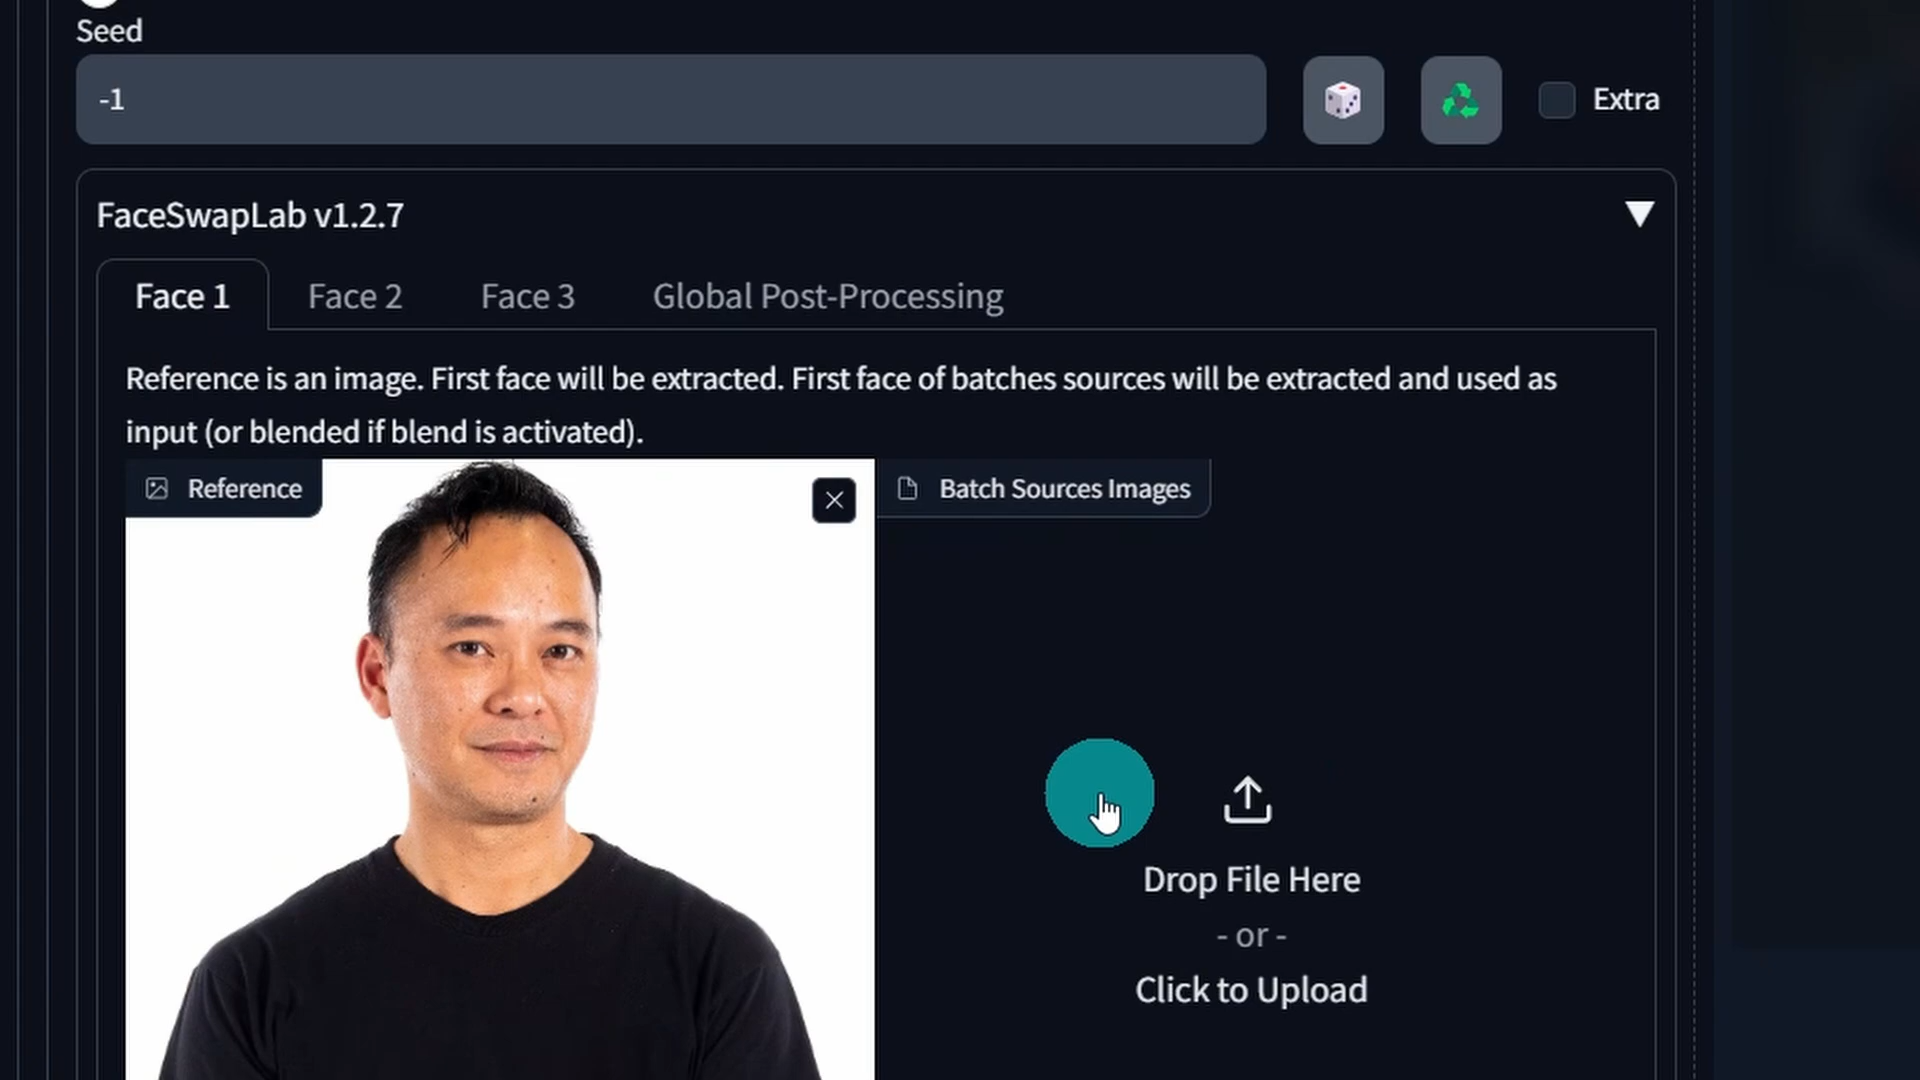 Seed
-1
Extra
FaceSwapLab v1.2.7
Face 1 Face 2 Face 3 Global Post-Processing
Reference is an image. First face will be extracted. First face of batches sources will be extracted and used as
input (or blended if blend is activated).
Reference
Batch Sources Images
Drop File Here
- or -
Click to Upload